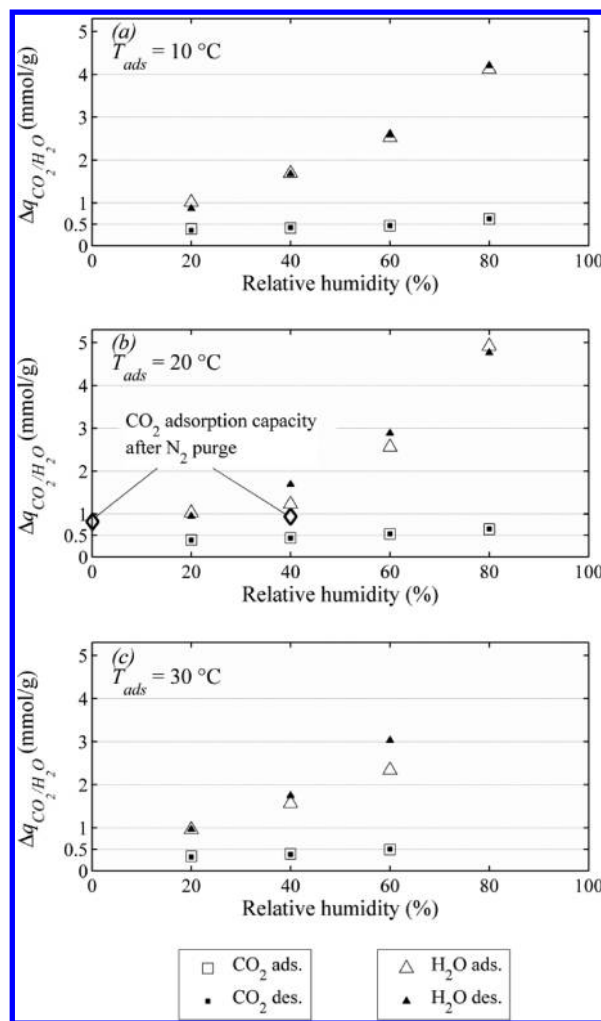 (a)
T_ads = 10 °C
Δq_CO2/H2O (mmol/g)
5
4
3
2
1
0.5
0
0 20 40 60 80 100
Relative humidity (%)
(b)
T_ads = 20 °C
CO2 adsorption capacity
after N2 purge
Δq_CO2/H2O (mmol/g)
5
4
3
2
1
0.5
0
0 20 40 60 80 100
Relative humidity (%)
(c)
T_ads = 30 °C
Δq_CO2/H2O (mmol/g)
5
4
3
2
1
0.5
0
0 20 40 60 80 100
Relative humidity (%)
CO2 ads.
CO2 des.
H2O ads.
H2O des.